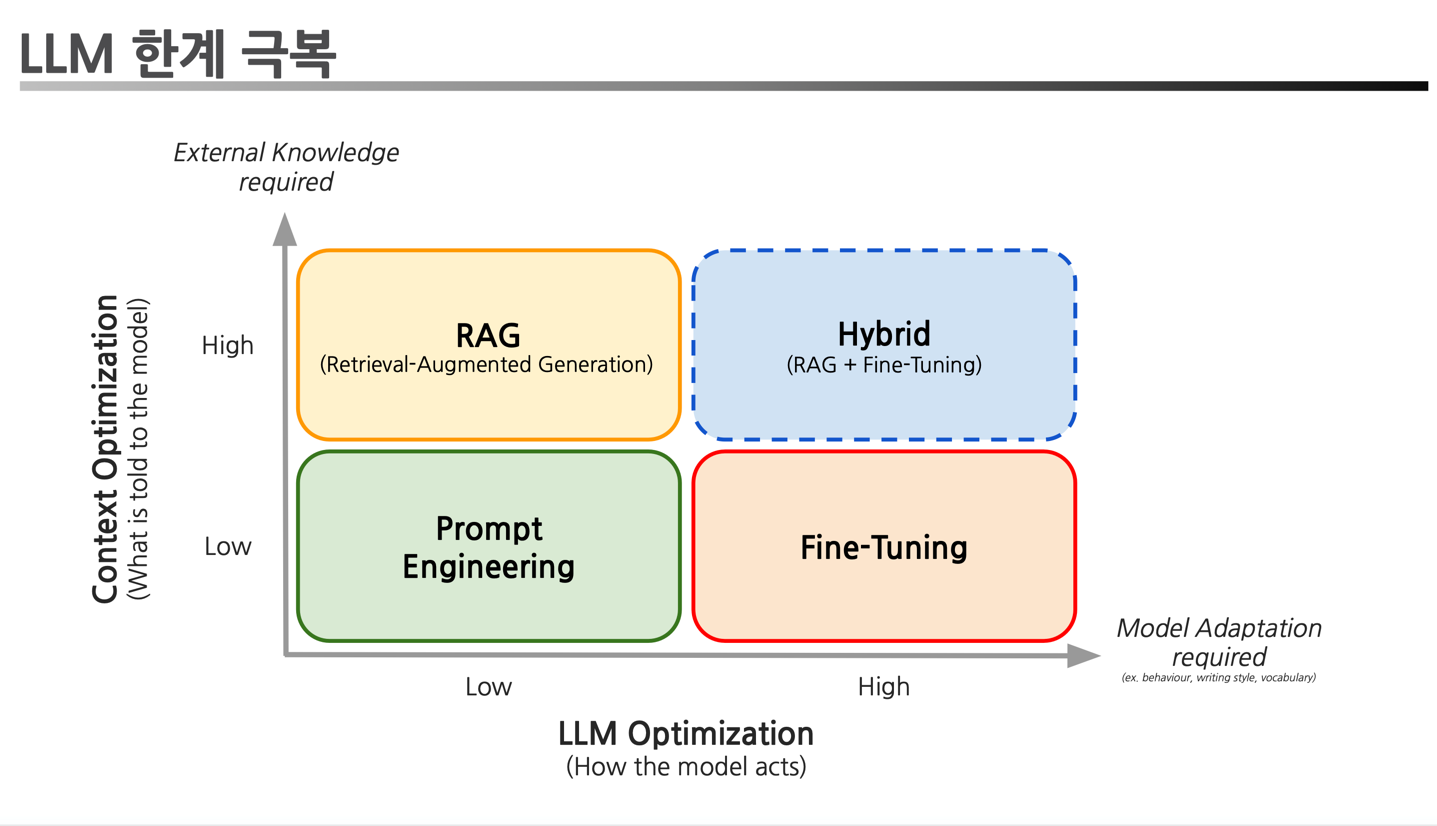 LLM 한계 극복
External Knowledge
required
Context Optimization
(What is told to the model)
High
Low
RAG
(Retrieval-Augmented Generation)
Hybrid
(RAG + Fine-Tuning)
Prompt
Engineering
Fine-Tuning
Model Adaptation
required
(ex. behaviour, writing style, vocabulary)
Low
High
LLM Optimization
(How the model acts)